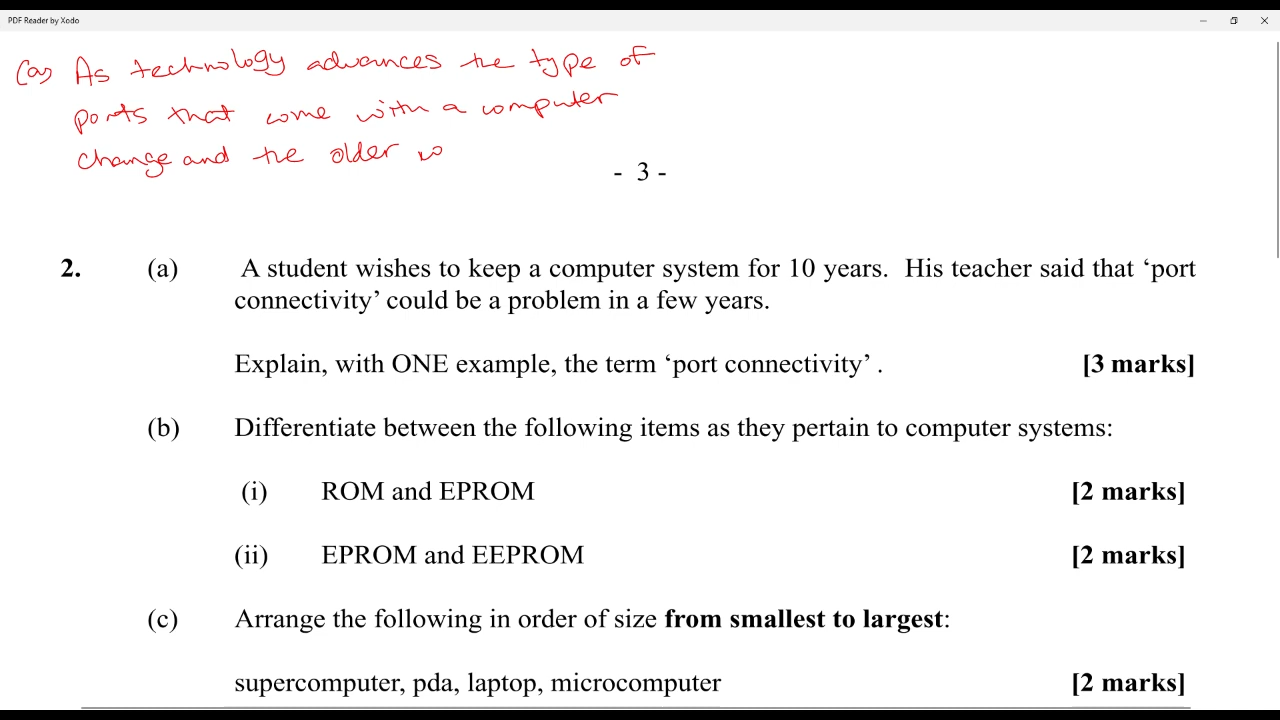 PDF Reader by Xodo
(a) As technology advances the type of
ports that come with a computer
change and the older
- 3 -
2. (a) A student wishes to keep a computer system for 10 years. His teacher said that ‘port
connectivity’ could be a problem in a few years.
Explain, with ONE example, the term ‘port connectivity’ . [3 marks]
(b) Differentiate between the following items as they pertain to computer systems:
(i) ROM and EPROM [2 marks]
(ii) EPROM and EEPROM [2 marks]
(c) Arrange the following in order of size from smallest to largest:
supercomputer, pda, laptop, microcomputer [2 marks]